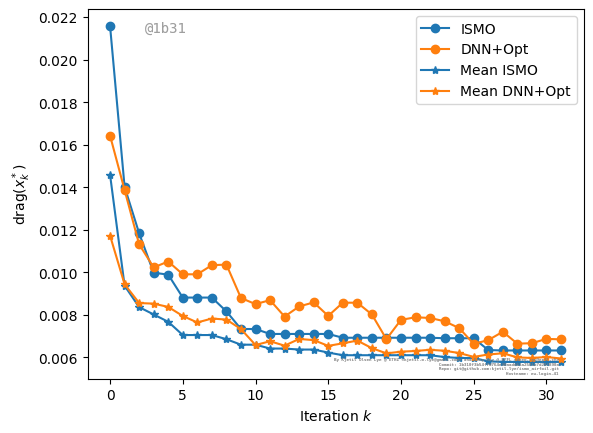 @1b31
ISMO
DNN+Opt
Mean ISMO
Mean DNN+Opt
0.022
0.020
0.018
0.016
0.014
0.012
0.010
0.008
0.006
drag(x*k)
0 5 10 15 20 25 30
Iteration k